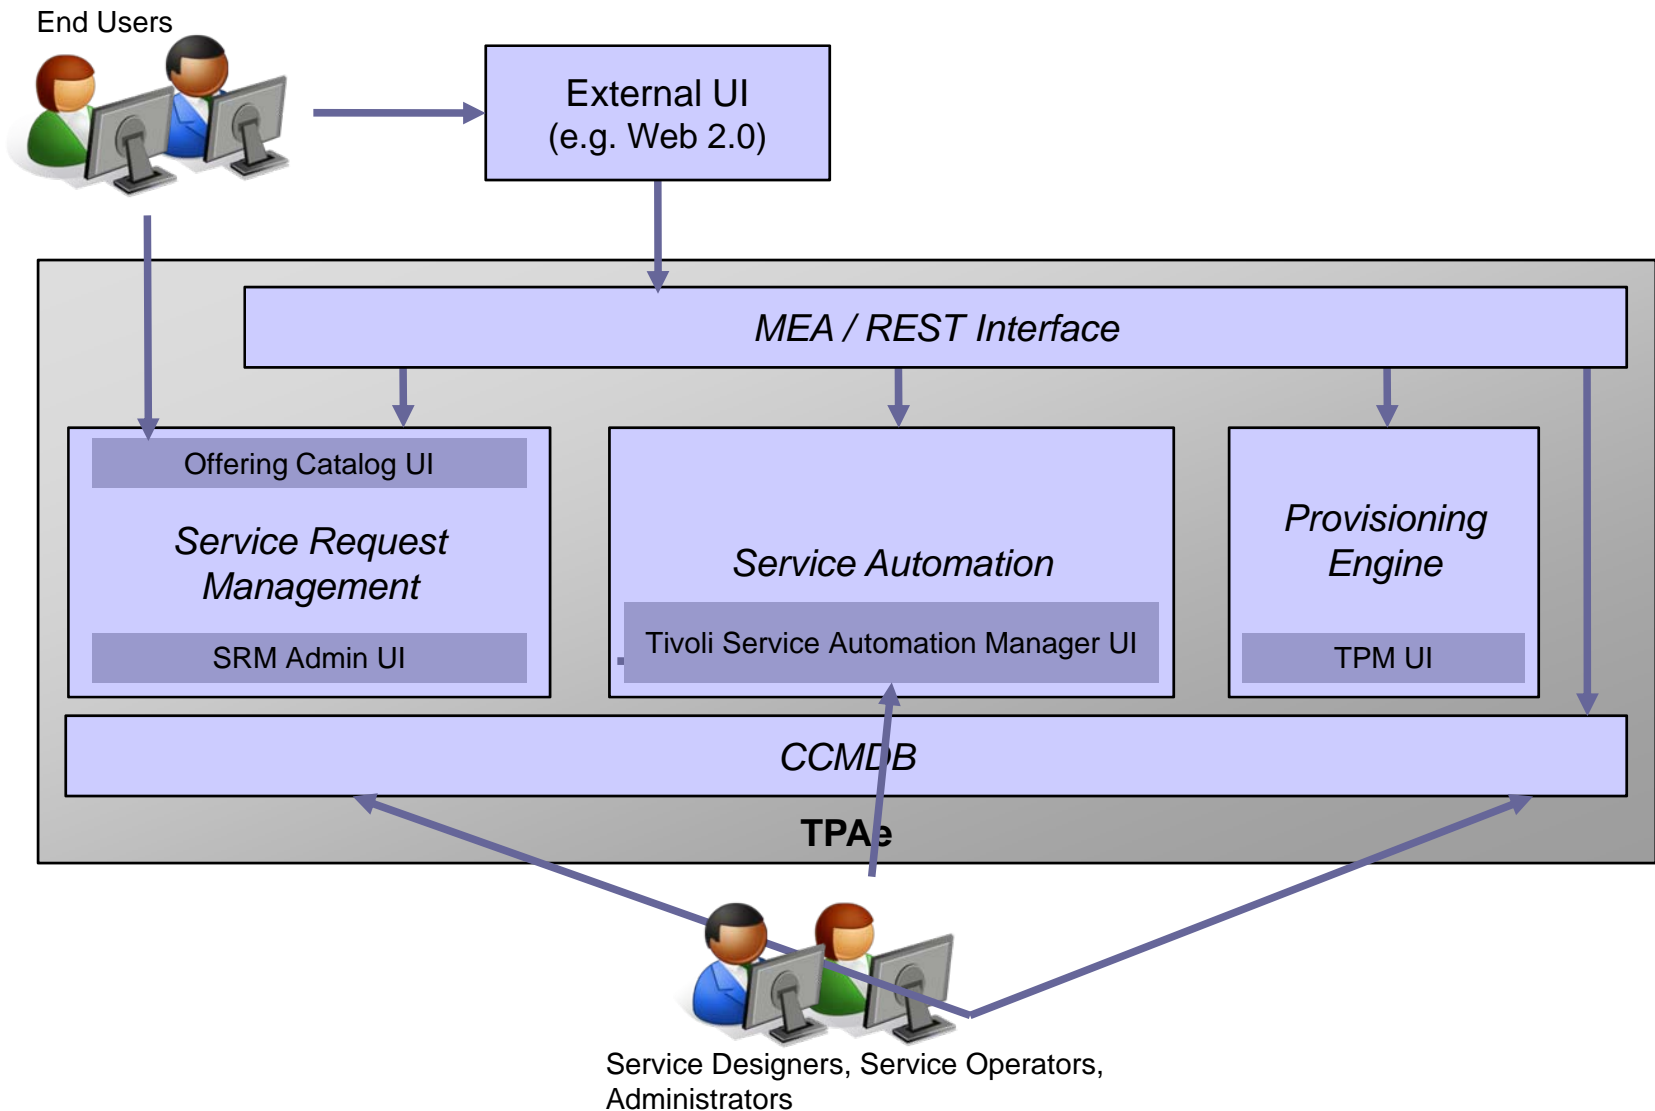 End Users
External UI
(e.g. Web 2.0)
MEA / REST Interface
Offering Catalog UI
Service Request
Management
SRM Admin UI
Service Automation
Tivoli Service Automation Manager UI
Provisioning
Engine
TPM UI
CCMDB
TPAe
Service Designers, Service Operators,
Administrators